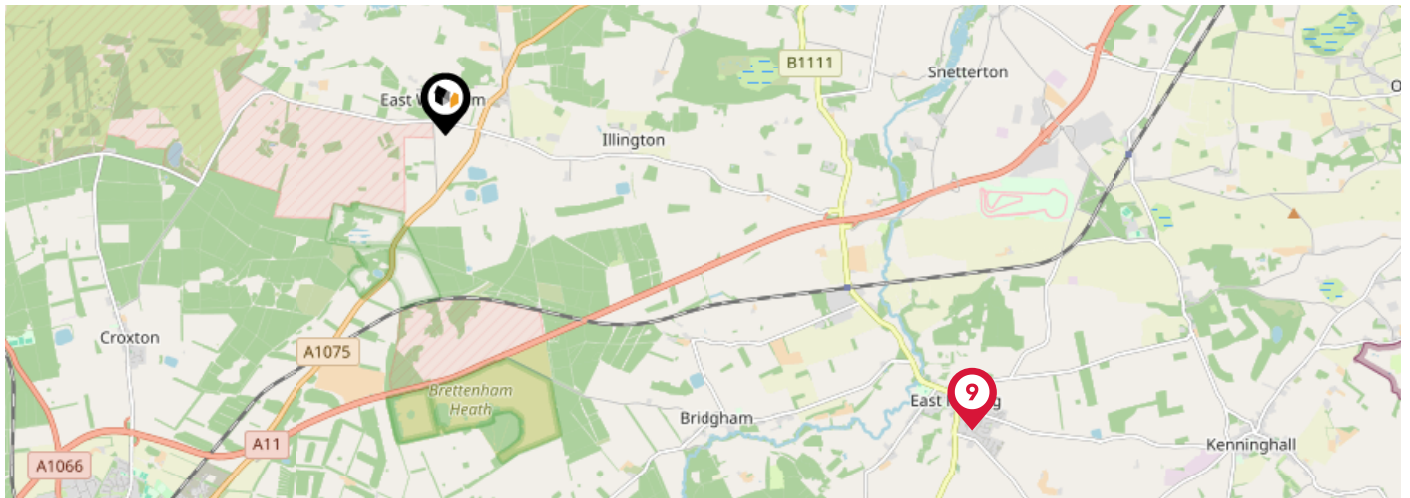 B1111
Snetterton
East
Illington
Croxton
A1075
Brettenham
Heath
9
East
Bridgham
A11
Kenninghall
A1066